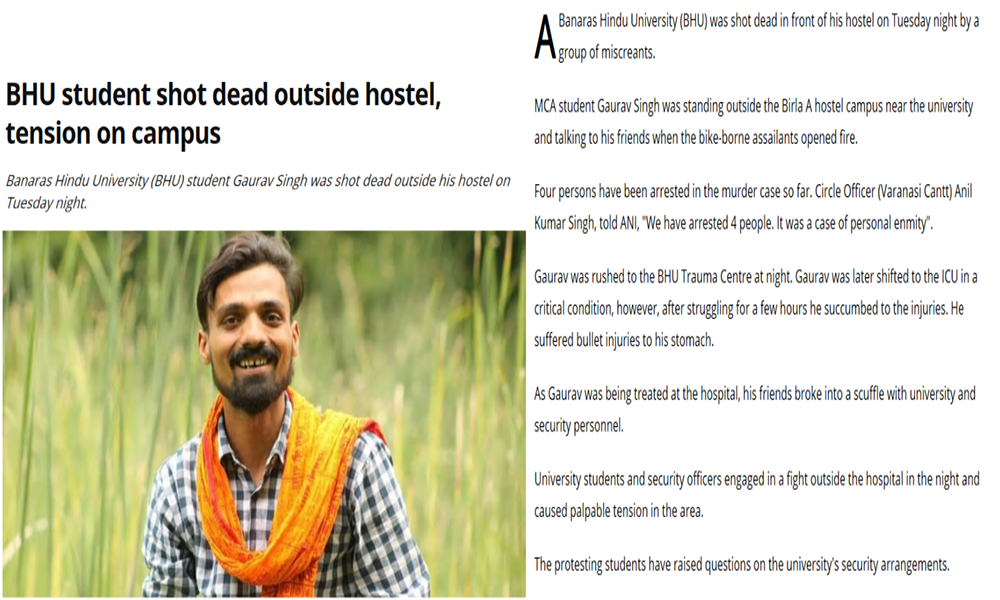 BHU student shot dead outside hostel,
tension on campus
Banaras Hindu University (BHU) student Gaurav Singh was shot dead outside his hostel on
Tuesday night.
A Banaras Hindu University (BHU) was shot dead in front of his hostel on Tuesday night by a
group of miscreants.
MCA student Gaurav Singh was standing outside the Birla A hostel campus near the university
and talking to his friends when the bike-borne assailants opened fire.
Four persons have been arrested in the murder case so far. Circle Officer (Varanasi Cantt) Anil
Kumar Singh, told ANI, "We have arrested 4 people. It was a case of personal enmity".
Gaurav was rushed to the BHU Trauma Centre at night. Gaurav was later shifted to the ICU in a
critical condition, however, after struggling for a few hours he succumbed to the injuries. He
suffered bullet injuries to his stomach.
As Gaurav was being treated at the hospital, his friends broke into a scuffle with university and
security personnel.
University students and security officers engaged in a fight outside the hospital in the night and
caused palpable tension in the area.
The protesting students have raised questions on the university's security arrangements.